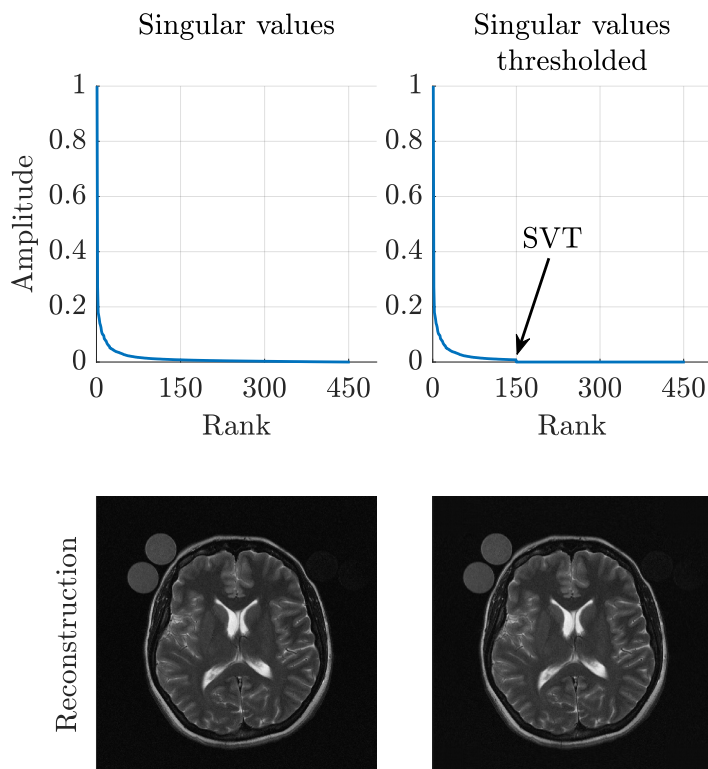 Singular values
Singular values
thresholded
1
0.8
0.6
0.4
0.2
0
Amplitude
0
150
300
450
Rank
1
0.8
0.6
0.4
0.2
0
SVT
0
150
300
450
Rank
Reconstruction